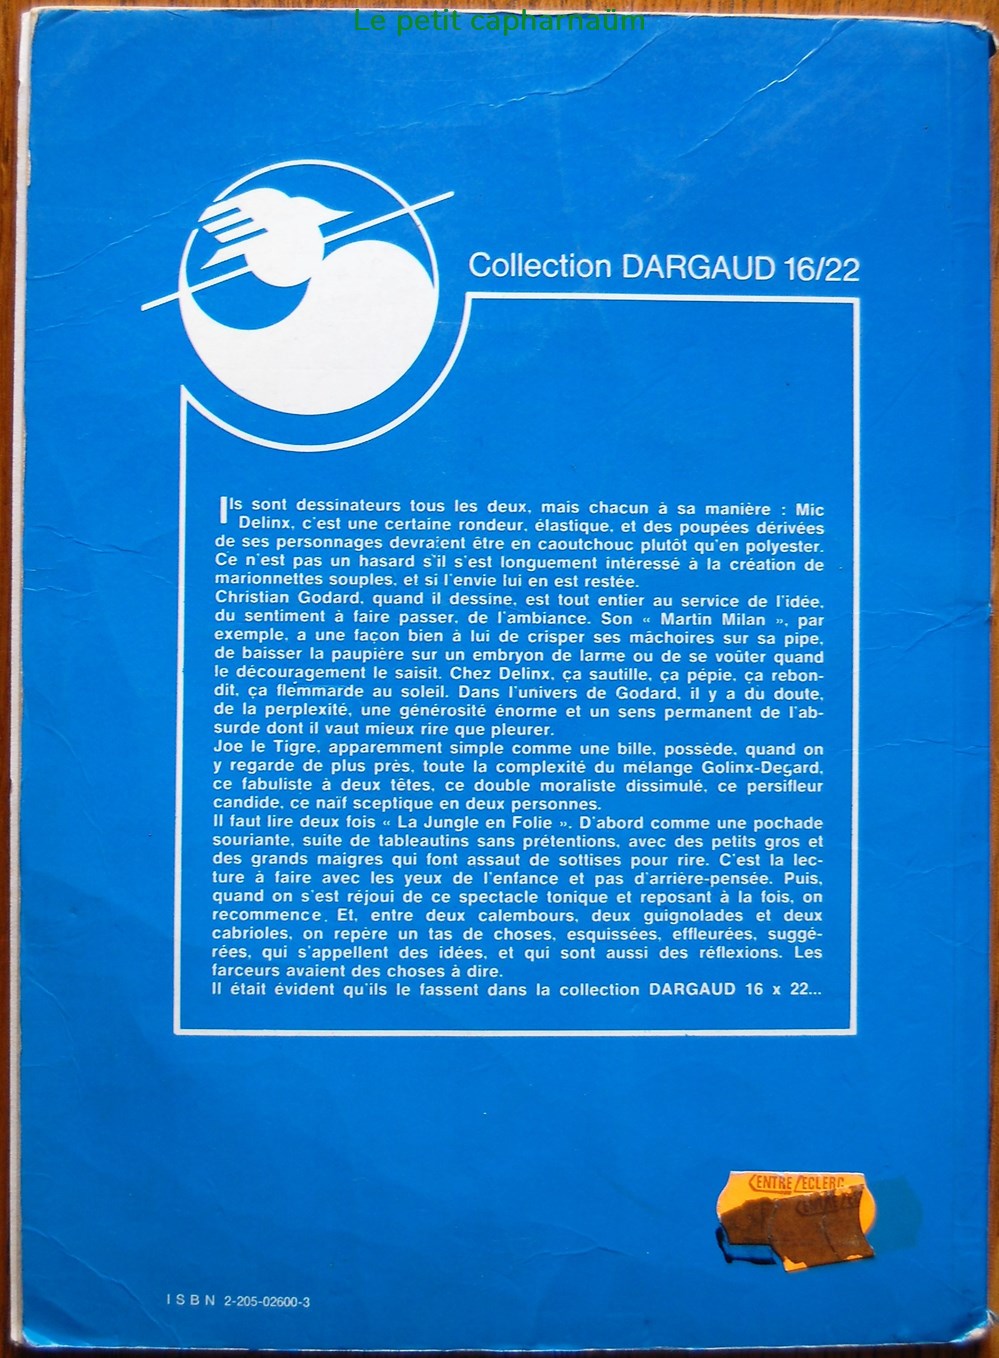 Le petit capharnaüm
Collection DARGAUD 16/22
Ils sont dessinateurs tous les deux, mais chacun à sa manière : Mic
Delinx, c'est une certaine rondeur, élastique, et des poupées dérivées
de ses personnages devraient être en caoutchouc plutôt qu'en polyester.
Ce n'est pas un hasard s'il s'est longuement intéressé à la création de
marionnettes souples, et si l'envie lui en est restée.
Christian Godard, quand il dessine, est tout entier au service de l'idée,
du sentiment à faire passer, de l'ambiance. Son « Martin Milan », par
exemple, a une façon bien à lui de crisper ses mâchoires sur sa pipe,
de baisser la paupière sur un embryon de larme ou de se voûter quand
le découragement le saisit. Chez Delinx, ça sautille, ça pépie, ça rebon-
dit, ça flemmarde au soleil. Dans l'univers de Godard, il y a du doute,
de la perplexité, une générosité énorme et un sens permanent de l'ab-
surde dont il vaut mieux rire que pleurer.
Joe le Tigre, apparemment simple comme une bille, possède, quand on
y regarde de plus près, toute la complexité du mélange Golinx-Degard,
ce fabuliste à deux têtes, ce double moraliste dissimulé, ce persifleur
candide, ce naïf sceptique en deux personnes.
Il faut lire deux fois « La Jungle en Folie ». D'abord comme une pochade
souriante, suite de tableautins sans prétentions, avec des petits gros et
des grands maigres qui font assaut de sottises pour rire. C'est la lec-
ture à faire avec les yeux de l'enfance et pas d'arrière-pensée. Puis,
quand on s'est réjoui de ce spectacle tonique et reposant à la fois, on
recommence. Et, entre deux calembours, deux guignolades et deux
cabrioles, on repère un tas de choses, esquissées, effleurées, suggé-
rées, qui s'appellent des idées, et qui sont aussi des réflexions. Les
farceurs avaient des choses à dire.
Il était évident qu'ils le fassent dans la collection DARGAUD 16 x 22...
CENTRE LECLERC
ISBN 2-205-02600-3